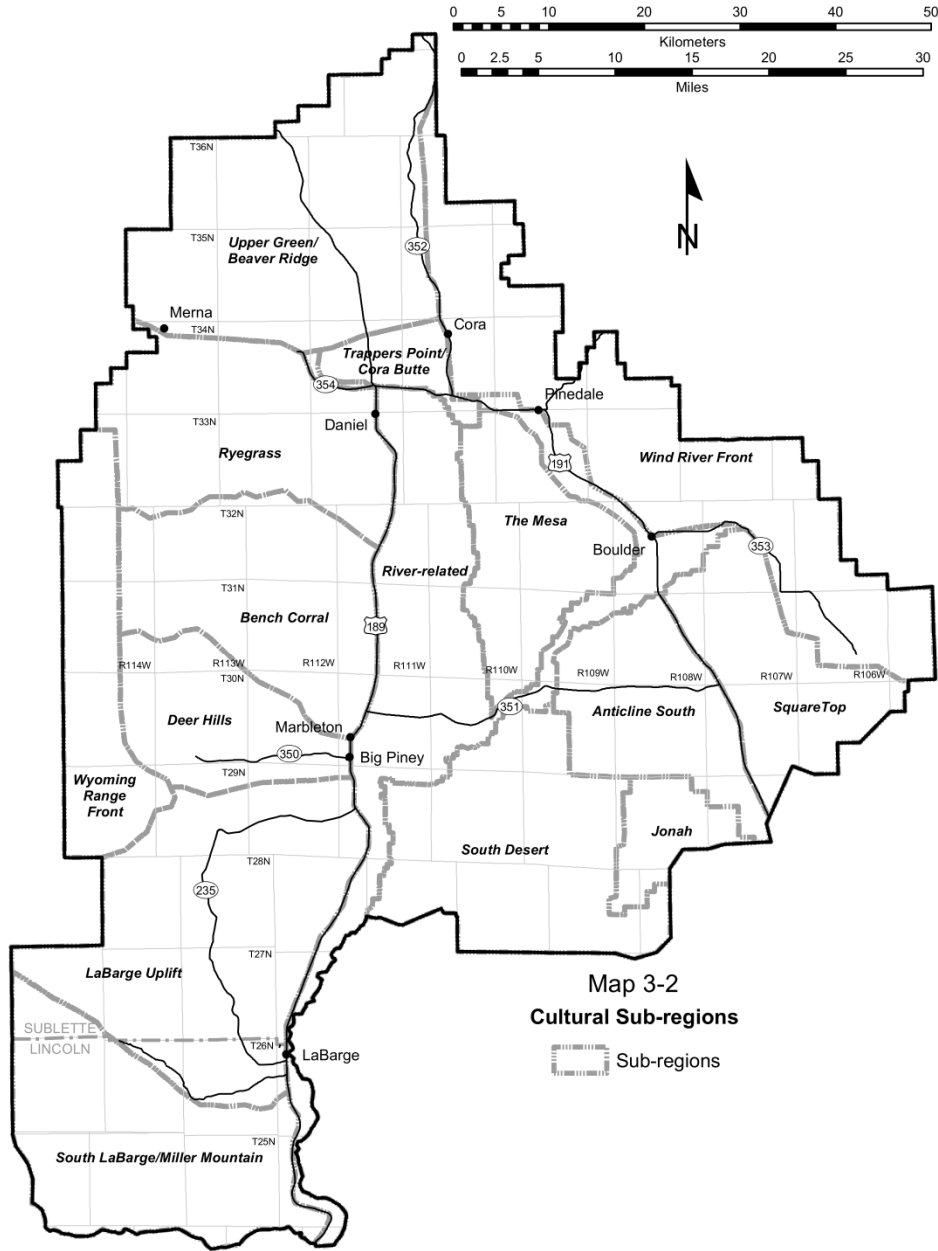 0 5 10 20 30 40 50
Kilometers
0 2.5 5 10 15 20 25 30
Miles
N
T36N
T35N
Upper Green/
Beaver Ridge
352
Merna
T34N
Cora
Trappers Point/
Cora Butte
354
Pinedale
T33N
Daniel
Ryegrass
191
Wind River Front
T32N
The Mesa
Boulder
353
River-related
T31N
Bench Corral
189
R114W
R113W
R112W
R111W
R110W
R109W
R108W
R107W
R106W
T30N
351
Anticline South
SquareTop
Deer Hills
Marbleton
350
Big Piney
T29N
Wyoming
Range
Front
Jonah
South Desert
T28N
235
T27N
LaBarge Uplift
Map 3-2
Cultural Sub-regions
SUBLETTE
LINCOLN
T26N
LaBarge
Sub-regions
T25N
South LaBarge/Miller Mountain